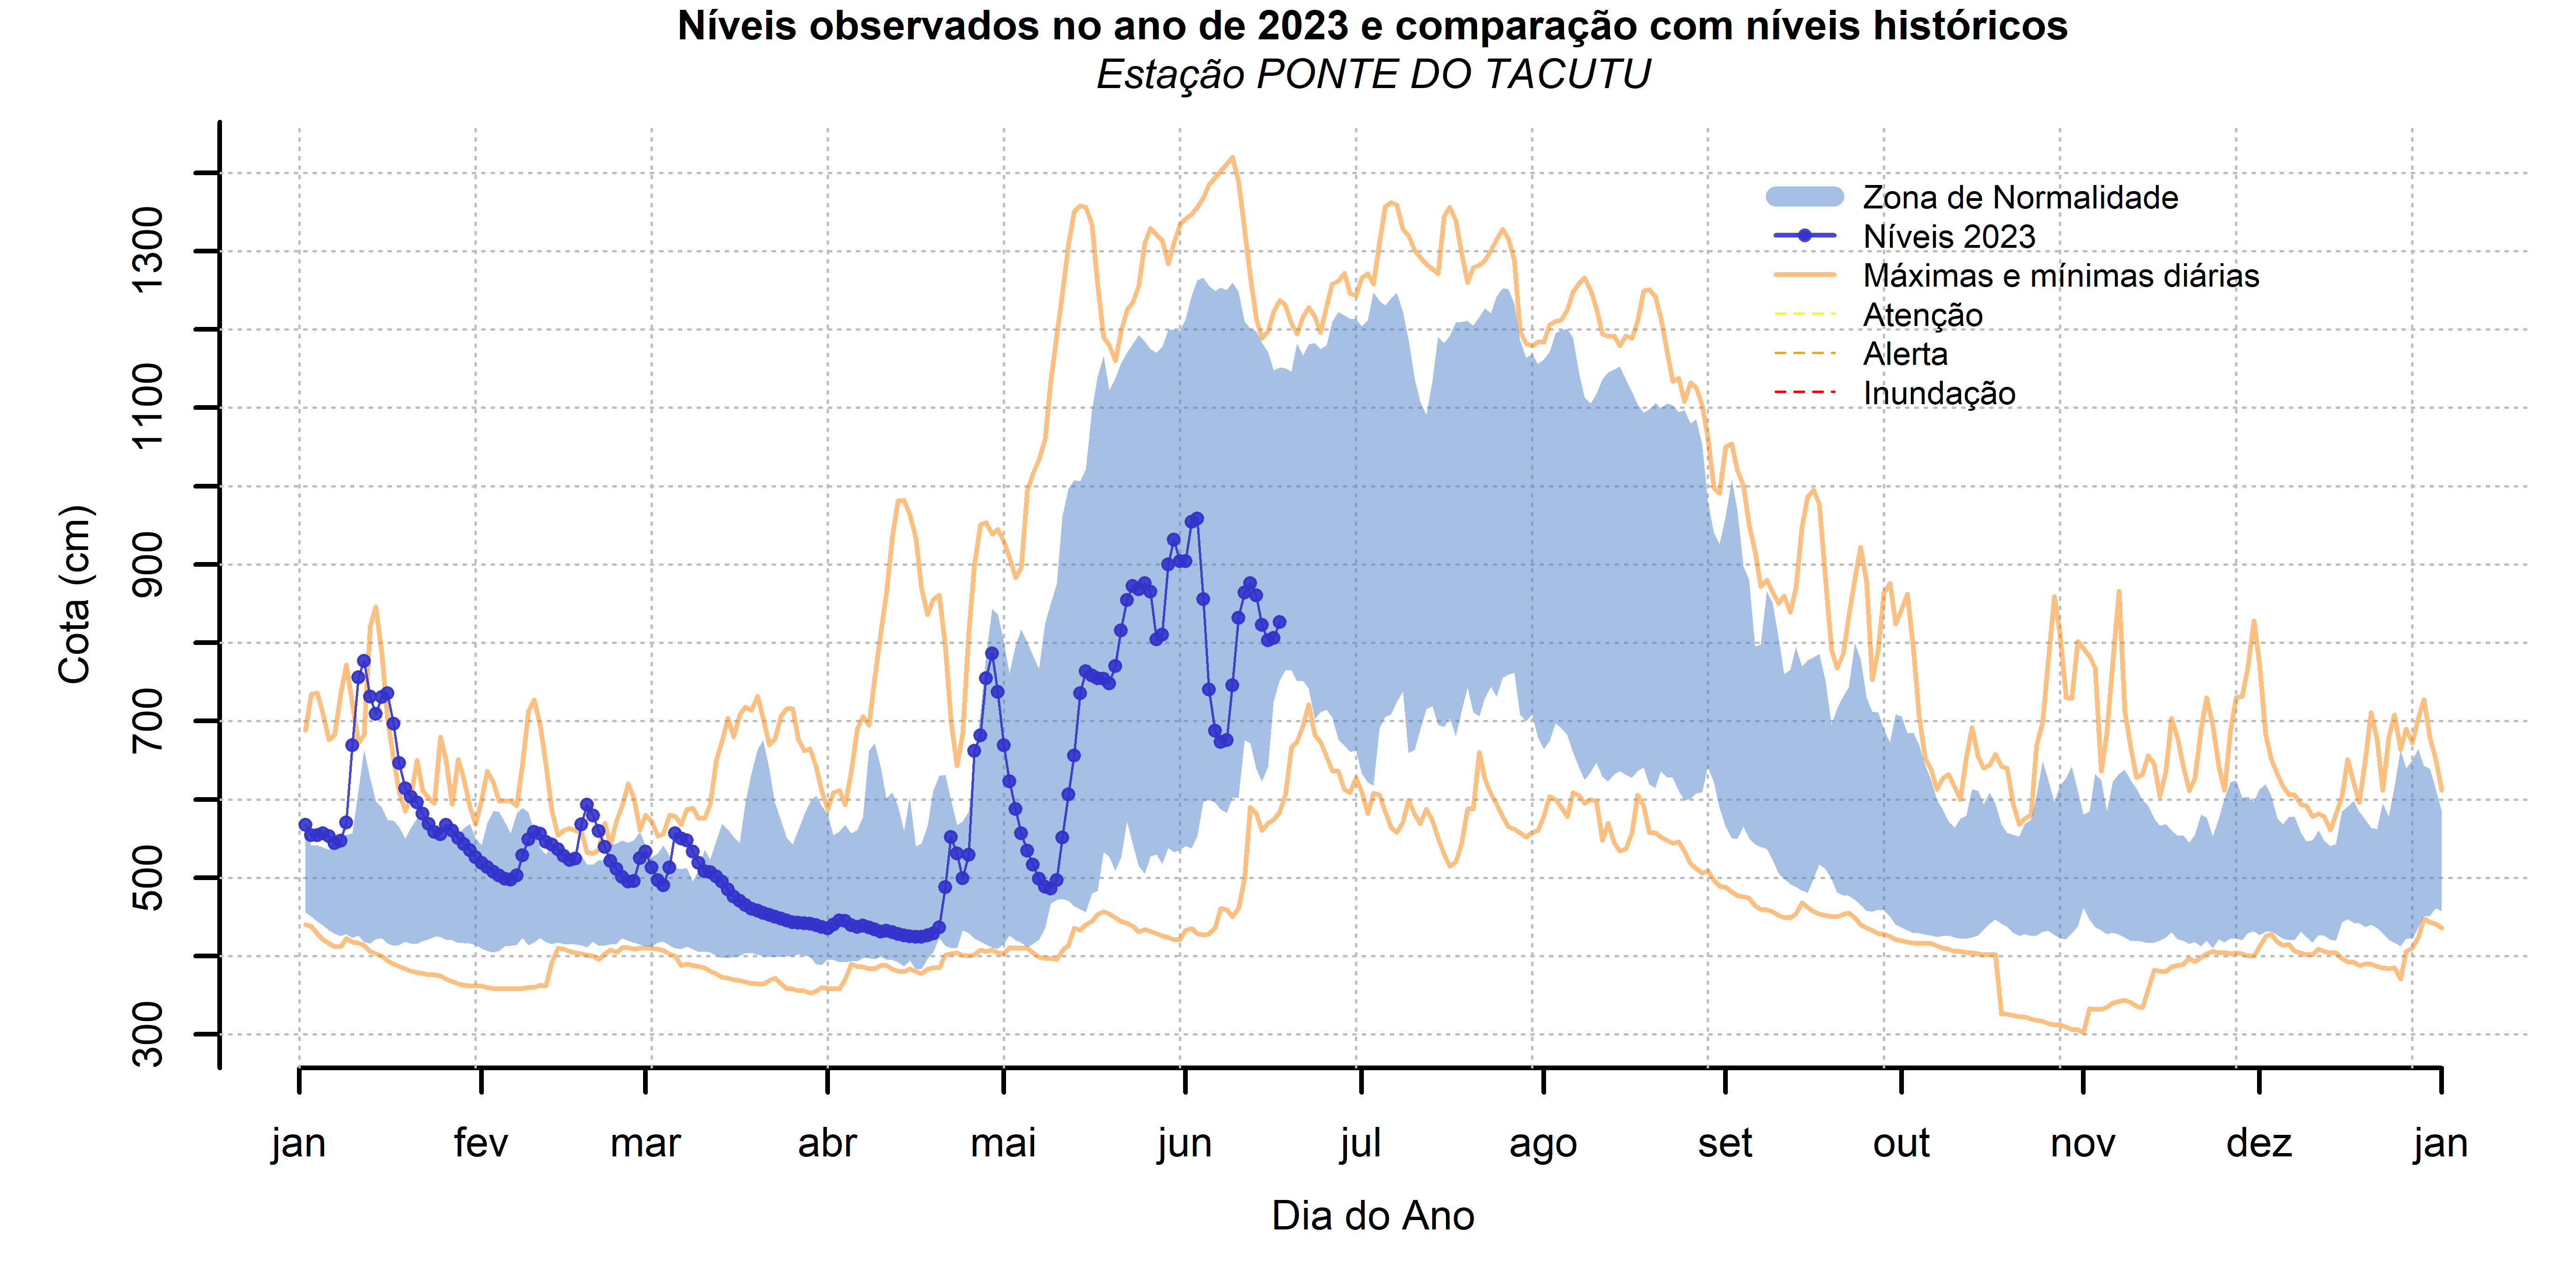 Níveis observados no ano de 2023 e comparação com níveis históricos
Estação PONTE DO TACUTU
Zona de Normalidade
Níveis 2023
Máximas e mínimas diárias
Atenção
Alerta
Inundação
Cota (cm)
1300
1100
900
700
500
300
jan fev mar abr mai jun jul ago set out nov dez jan
Dia do Ano